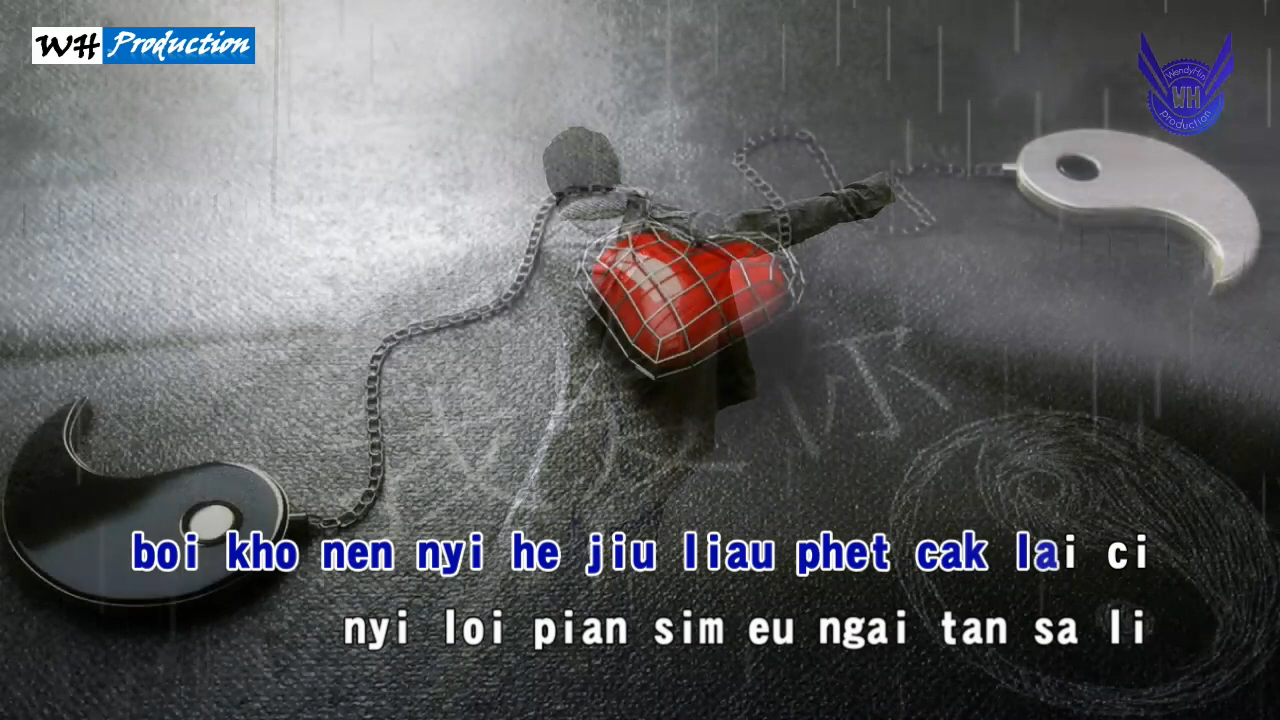 WH Production
WendyHin
WH
production
boi kho nen nyi he jiu liau phet cak lai ci
nyi loi pian sim eu ngai tan sa li